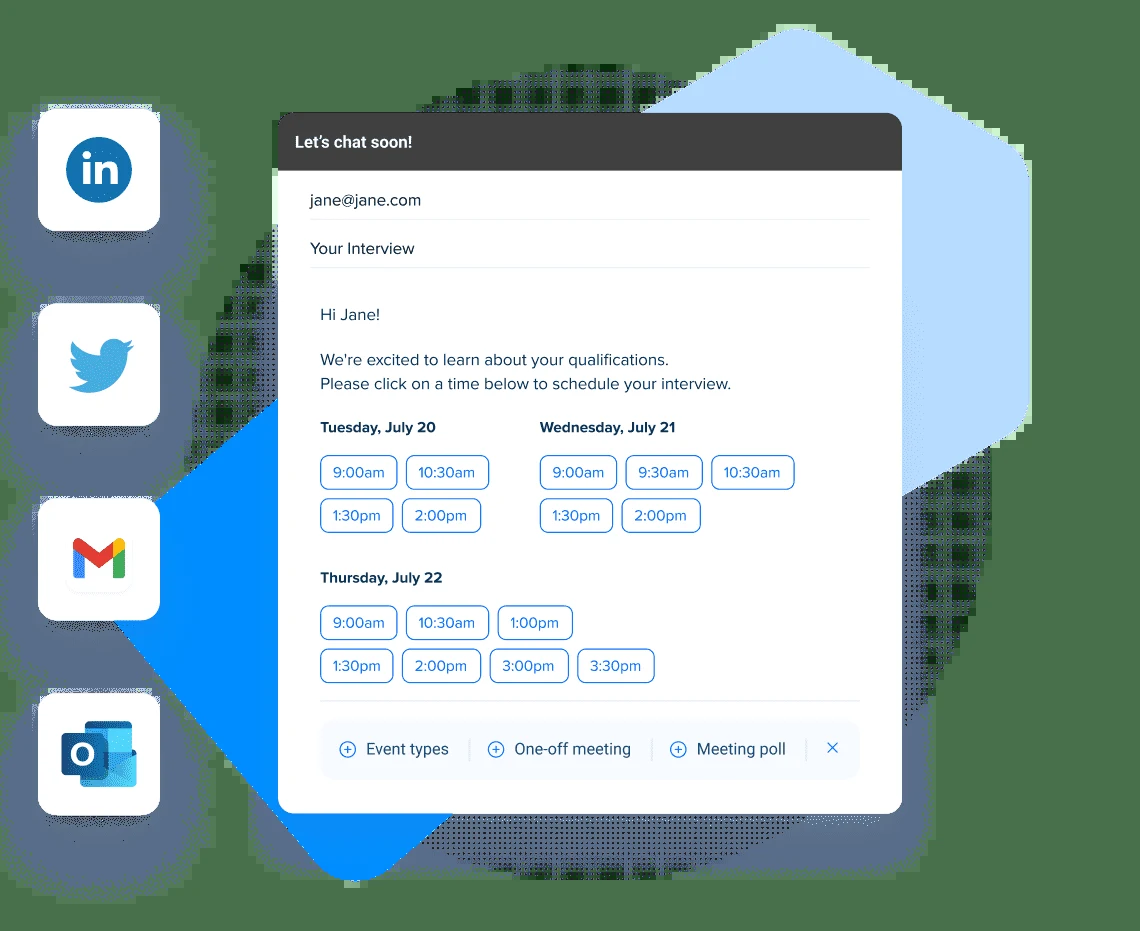 in
Let's chat soon!
jane@jane.com
Your Interview
Hi Jane!
We're excited to learn about your qualifications.
Please click on a time below to schedule your interview.
Tuesday, July 20
9:00am 10:30am
1:30pm 2:00pm
Wednesday, July 21
9:00am 9:30am 10:30am
1:30pm 2:00pm
Thursday, July 22
9:00am 10:30am 1:00pm
1:30pm 2:00pm 3:00pm 3:30pm
Event types One-off meeting Meeting poll
O